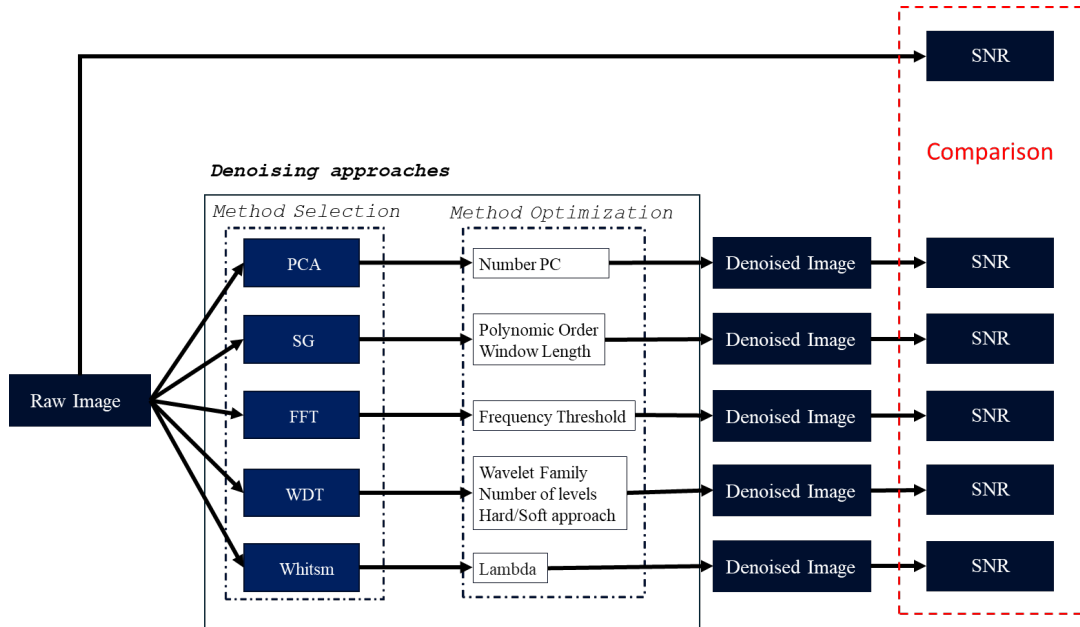 SNR
Comparison
Denoising approaches
Method Selection
Method Optimization
PCA
Number PC
Denoised Image
SNR
SG
Polynomic Order
Window Length
Denoised Image
SNR
Raw Image
FFT
Frequency Threshold
Denoised Image
SNR
WDT
Wavelet Family
Number of levels
Hard/Soft approach
Denoised Image
SNR
Whitsm
Lambda
Denoised Image
SNR